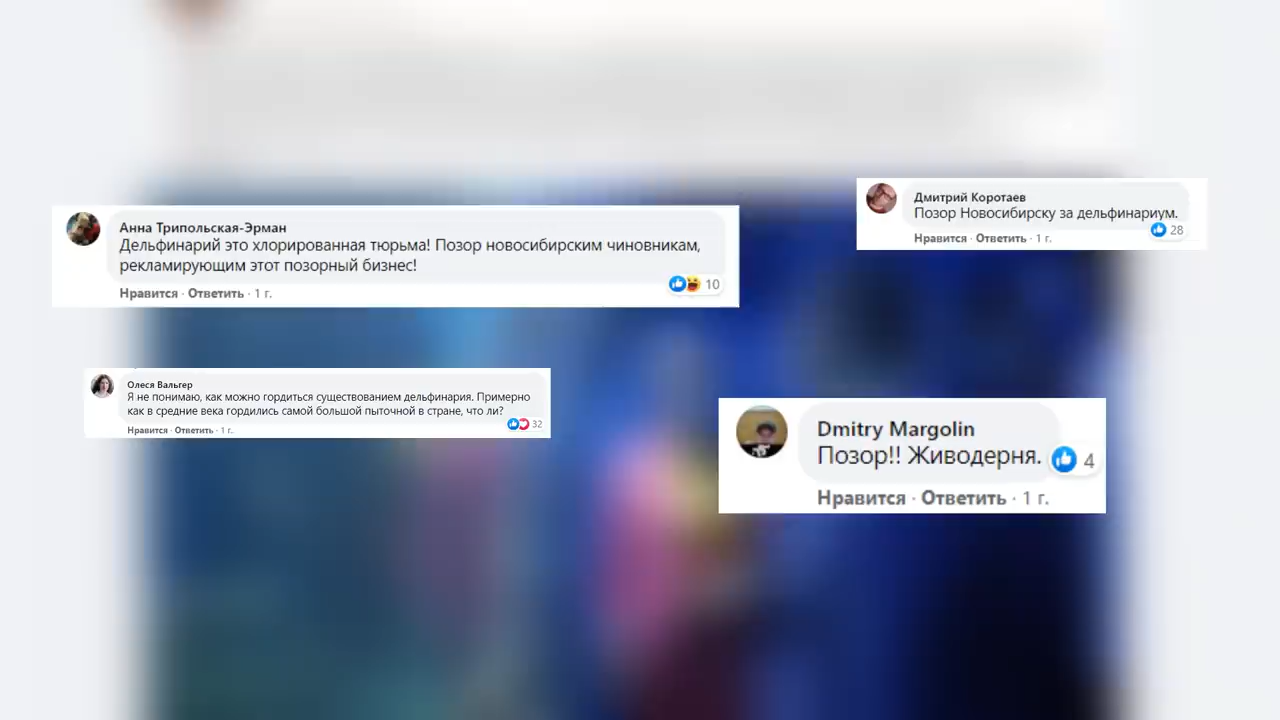 Анна Трипольская-Эрман
Дельфинарий это хлорированная тюрьма! Позор новосибирским чиновникам,
рекламирующим этот позорный бизнес!
10
Нравится · Ответить · 1 г.
Дмитрий Коротаев
Позор Новосибирску за дельфинариум.
28
Нравится · Ответить · 1 г.
Олеся Вальгер
Я не понимаю, как можно гордиться существованием дельфинария. Примерно
как в средние века гордились самой большой пыточной в стране, что ли?
32
Нравится · Ответить · 1 г.
Dmitry Margolin
Позор!! Живодерня.
4
Нравится · Ответить · 1 г.